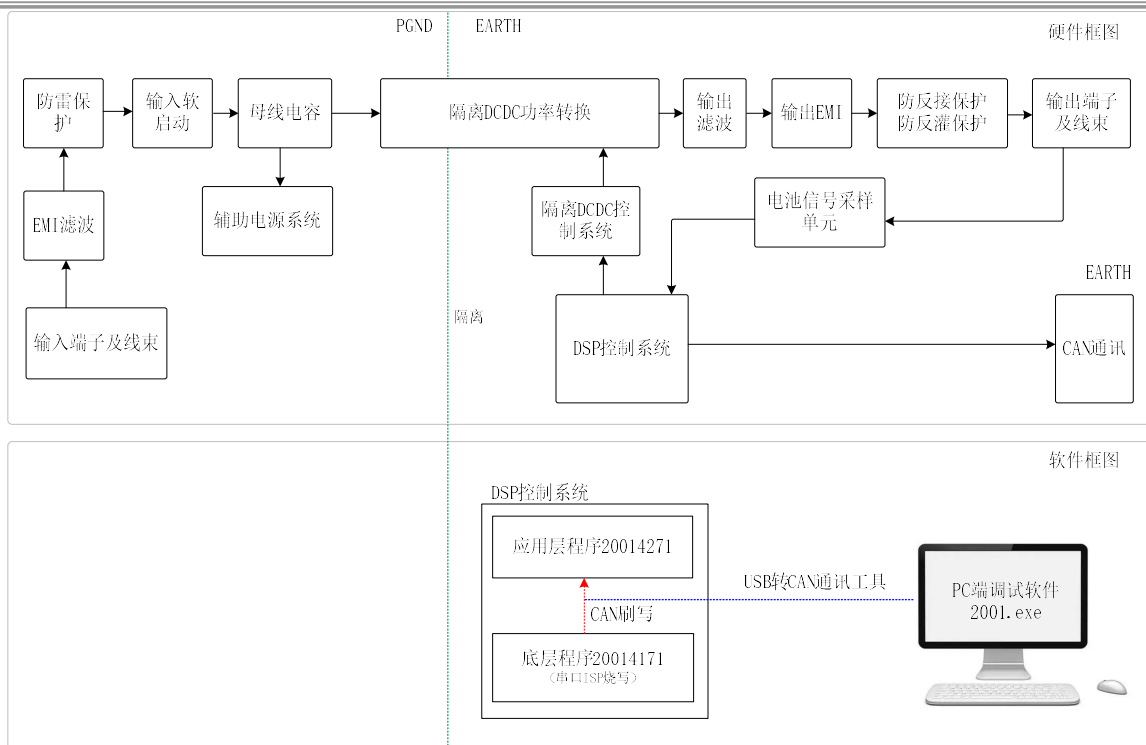 PGND
EARTH
硬件框图
防雷保
护
输入软
启动
母线电容
隔离DCDC功率转换
输出
滤波
输出EMI
防反接保护
防反灌保护
输出端子
及线束
EMI滤波
辅助电源系统
隔离DCDC控
制系统
电池信号采样
单元
EARTH
输入端子及线束
隔离
DSP控制系统
CAN通讯
软件框图
DSP控制系统
应用层程序20014271
USB转CAN通讯工具
PC端调试软件
2001.exe
CAN刷写
底层程序20014171
(串口ISP烧写)